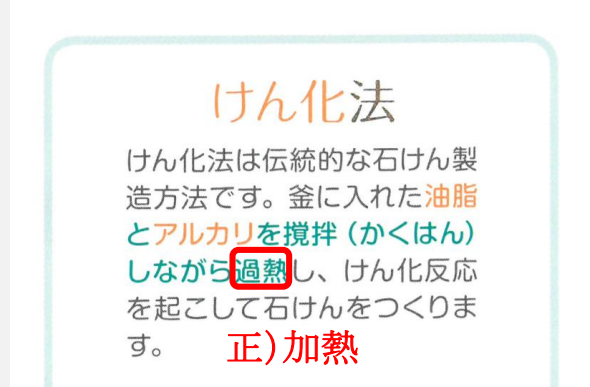 けん化法
けん化法は伝統的な石けん製
造方法です。釜に入れた油脂
とアルカリを撹拌（かくはん）
しながら過熱し、けん化反応
を起こして石けんをつくりま
す。
正）加熱